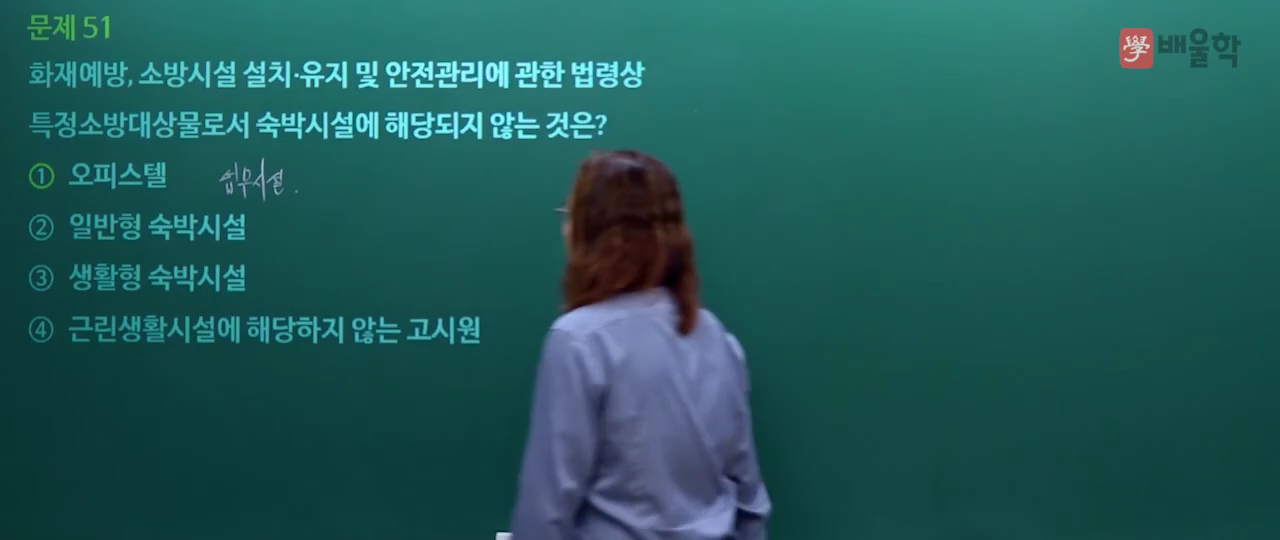 문제 51
學 배울학
화재예방, 소방시설 설치·유지 및 안전관리에 관한 법령상
특정소방대상물로서 숙박시설에 해당되지 않는 것은?
① 오피스텔 업무시설.
② 일반형 숙박시설
③ 생활형 숙박시설
④ 근린생활시설에 해당하지 않는 고시원